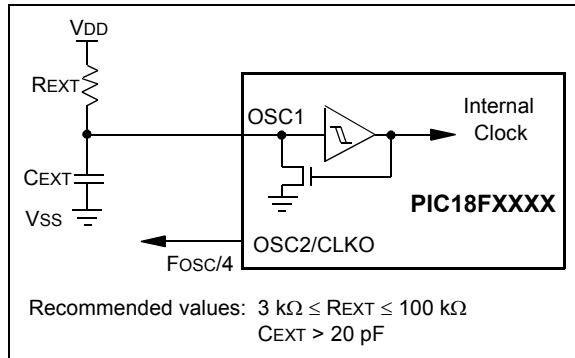 VDD
REXT
OSC1
Internal
Clock
CEXT
PIC18FXXXX
VSS
OSC2/CLKO
FOSC/4
Recommended values: 3 kΩ ≤ REXT ≤ 100 kΩ
CEXT > 20 pF